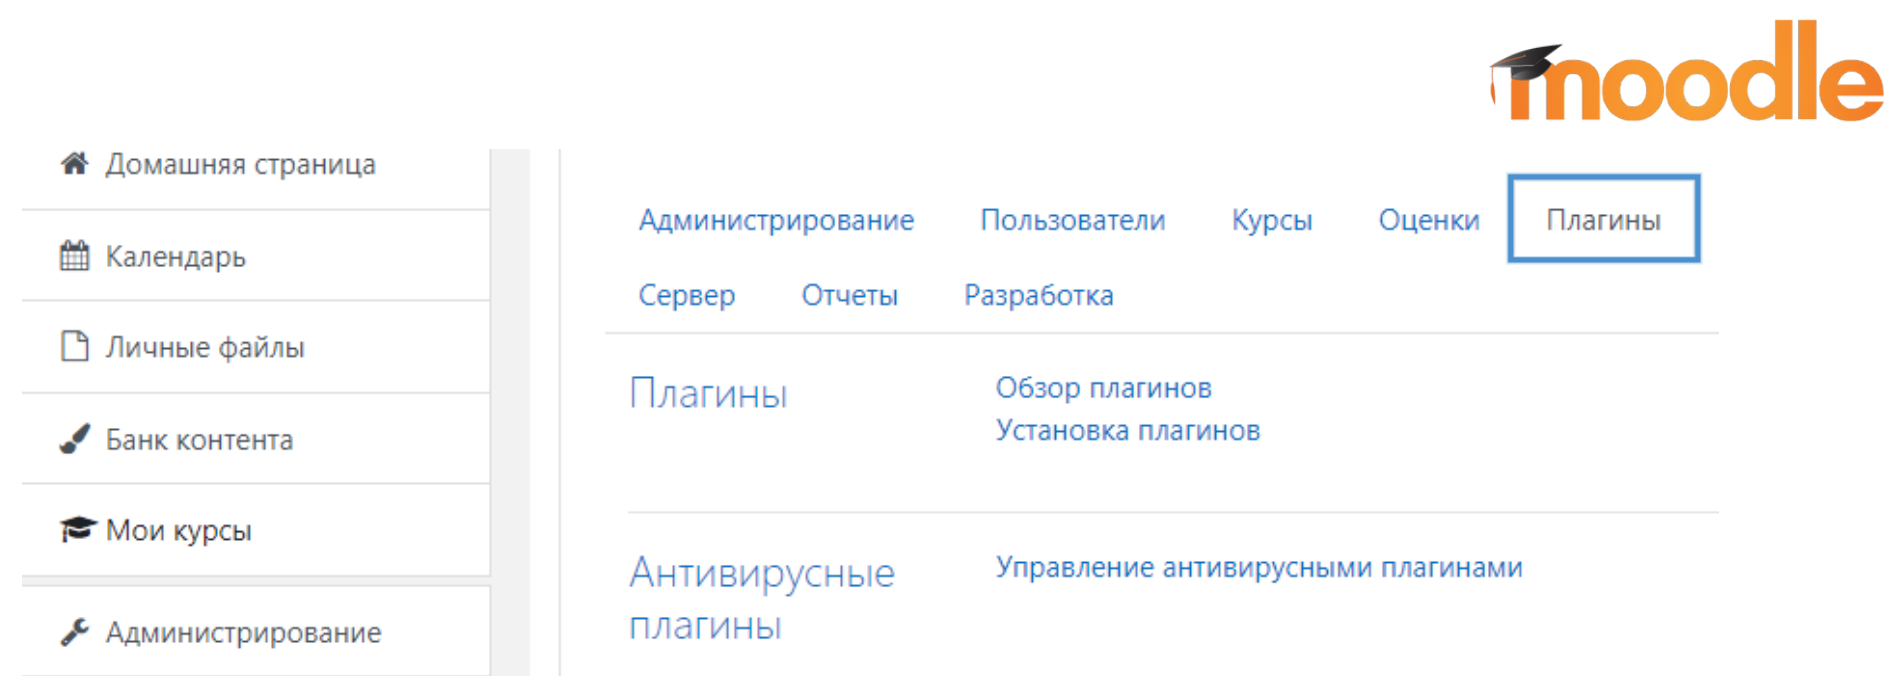 moodle
Домашняя страница
Календарь
Личные файлы
Банк контента
Мои курсы
Администрирование
Администрирование Пользователи Курсы Оценки Плагины
Сервер Отчеты Разработка
Плагины
Обзор плагинов
Установка плагинов
Антивирусные
плагины
Управление антивирусными плагинами